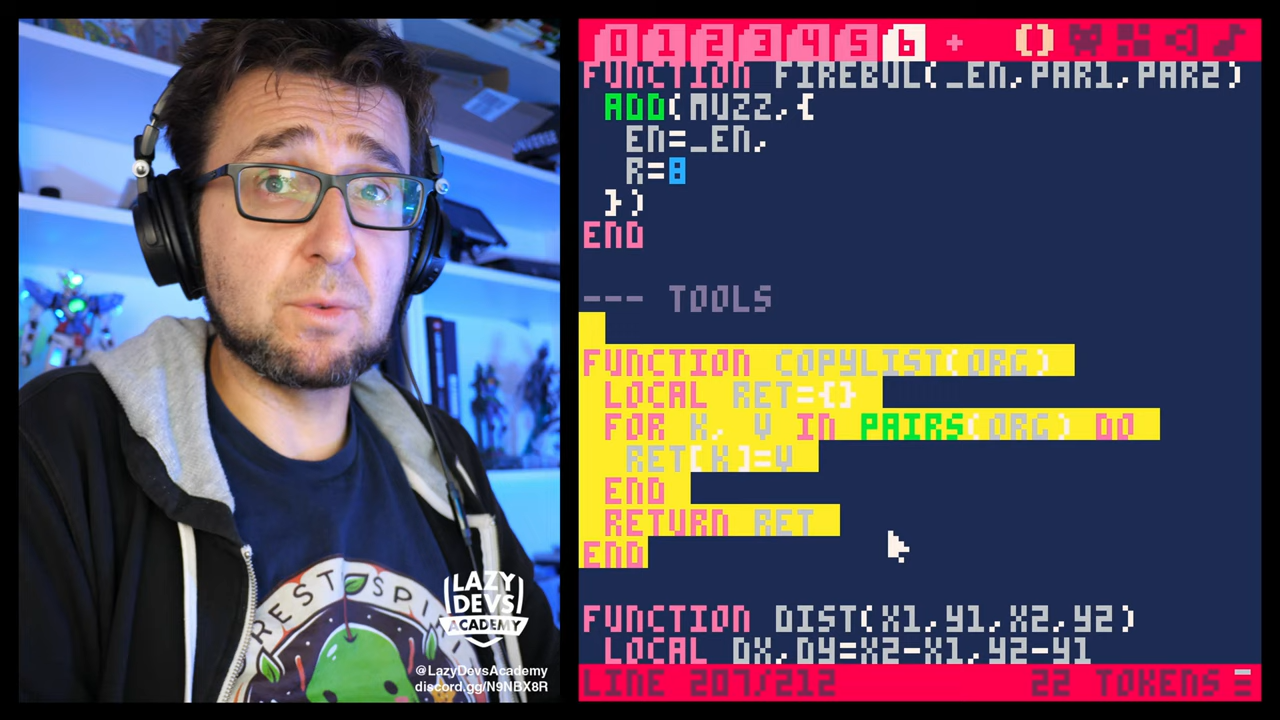 REST SPI
LAZY
DEVS
ACADEMY
@LazyDevsAcademy
discord.gg/N9NBX8R
0 1 2 3 4 5 6 + ()
FUNCTION FIREBUL(_EN,PAR1,PAR2)
ADD(MUZZ,{
EN=_EN,
R=8
})
END
--- TOOLS
FUNCTION COPYLIST(ORG)
LOCAL RET={}
FOR K, V IN PAIRS(ORG) DO
RET[K]=V
END
RETURN RET
END
FUNCTION DIST(X1,Y1,X2,Y2)
LOCAL DX,DY=X2-X1,Y2-Y1
LINE 207/212 22 TOKENS